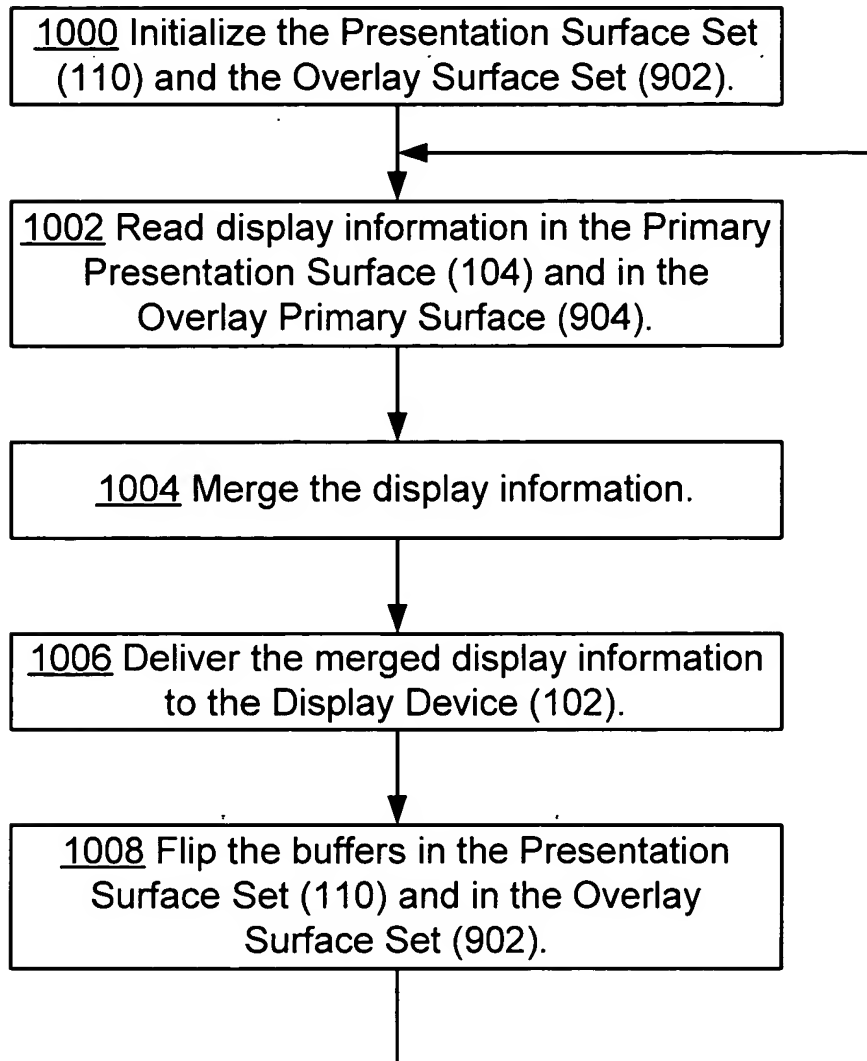 1000 Initialize the Presentation Surface Set
(110) and the Overlay Surface Set (902).
1002 Read display information in the Primary
Presentation Surface (104) and in the
Overlay Primary Surface (904).
1004 Merge the display information.
1006 Deliver the merged display information
to the Display Device (102).
1008 Flip the buffers in the Presentation
Surface Set (110) and in the Overlay
Surface Set (902).